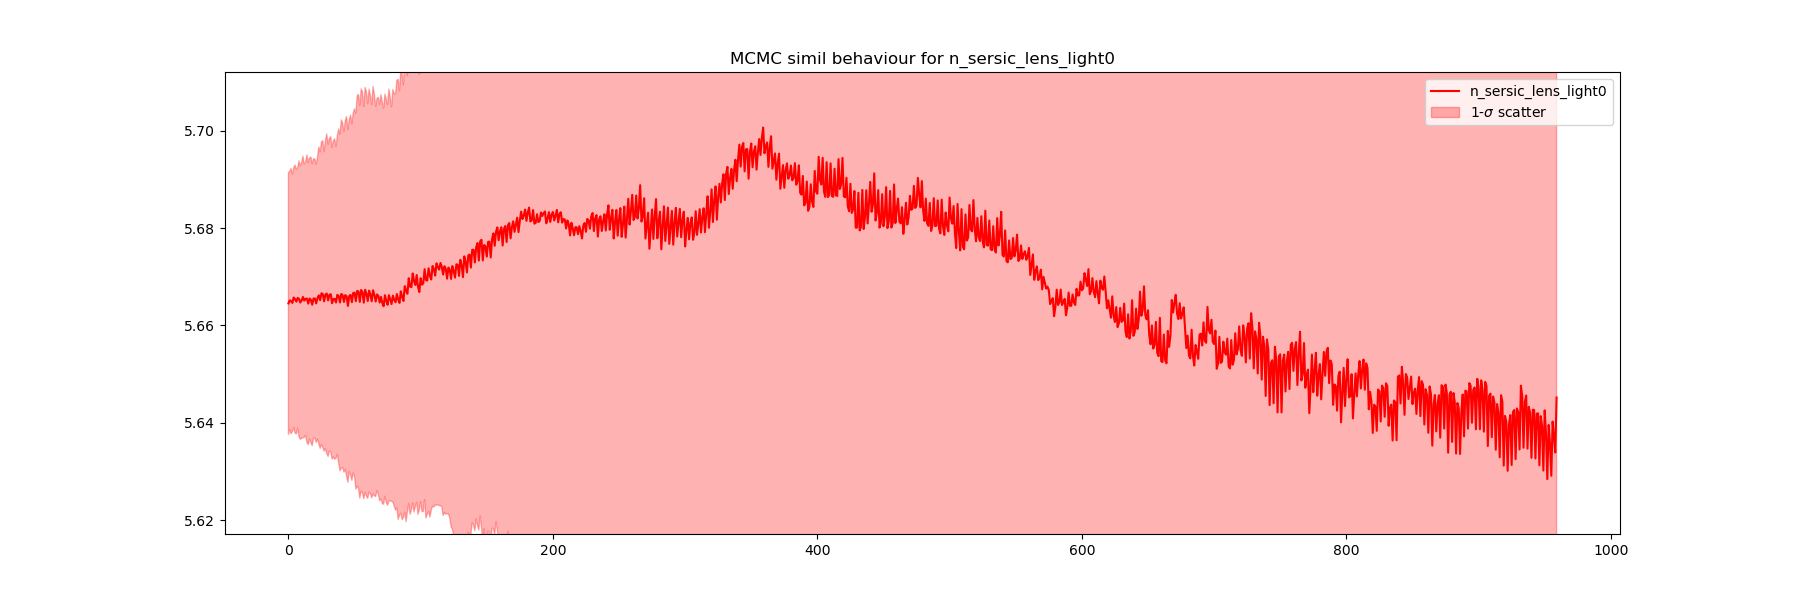 MCMC simil behaviour for n_sersic_lens_light0
n_sersic_lens_light0
1-σ scatter
5.70
5.68
5.66
5.64
5.62
0 200 400 600 800 1000